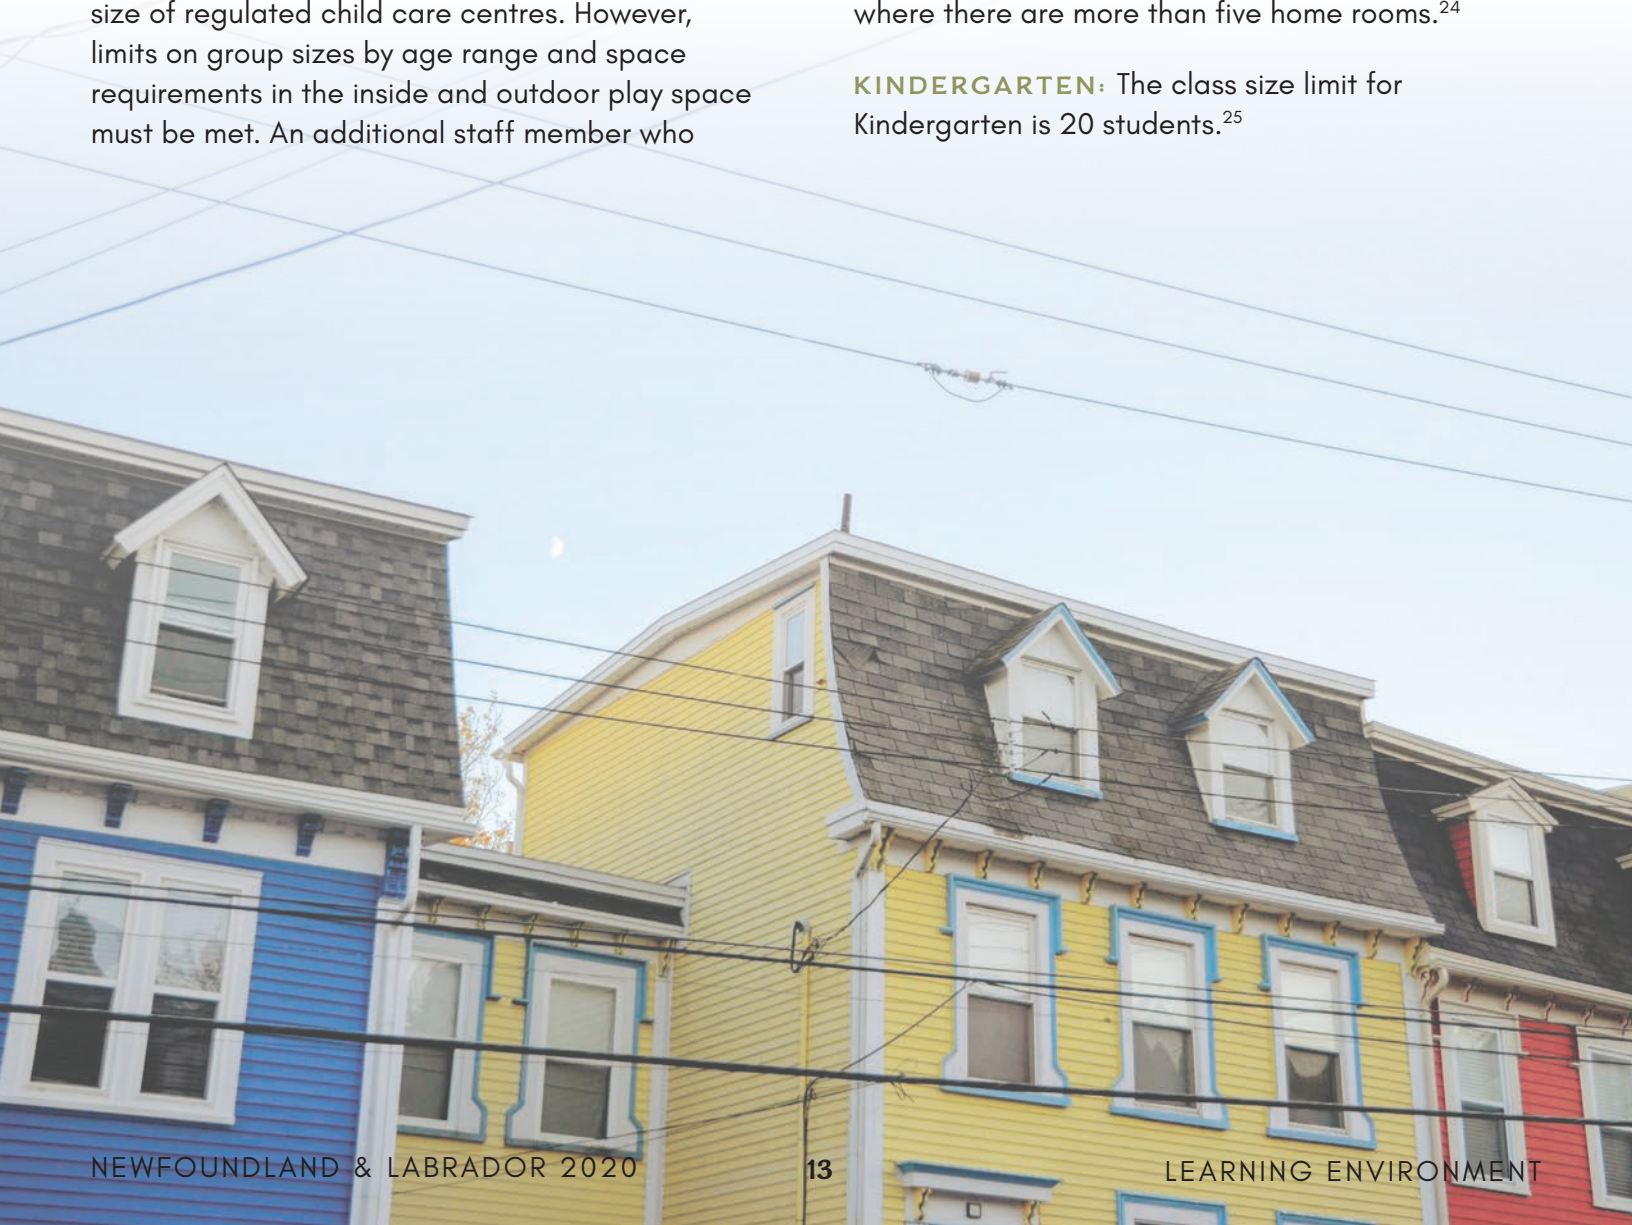 size of regulated child care centres. However,
limits on group sizes by age range and space
requirements in the inside and outdoor play space
must be met. An additional staff member who
where there are more than five home rooms.24
KINDERGARTEN: The class size limit for
Kindergarten is 20 students.25
NEWFOUNDLAND & LABRADOR 2020
13
LEARNING ENVIRONMENT